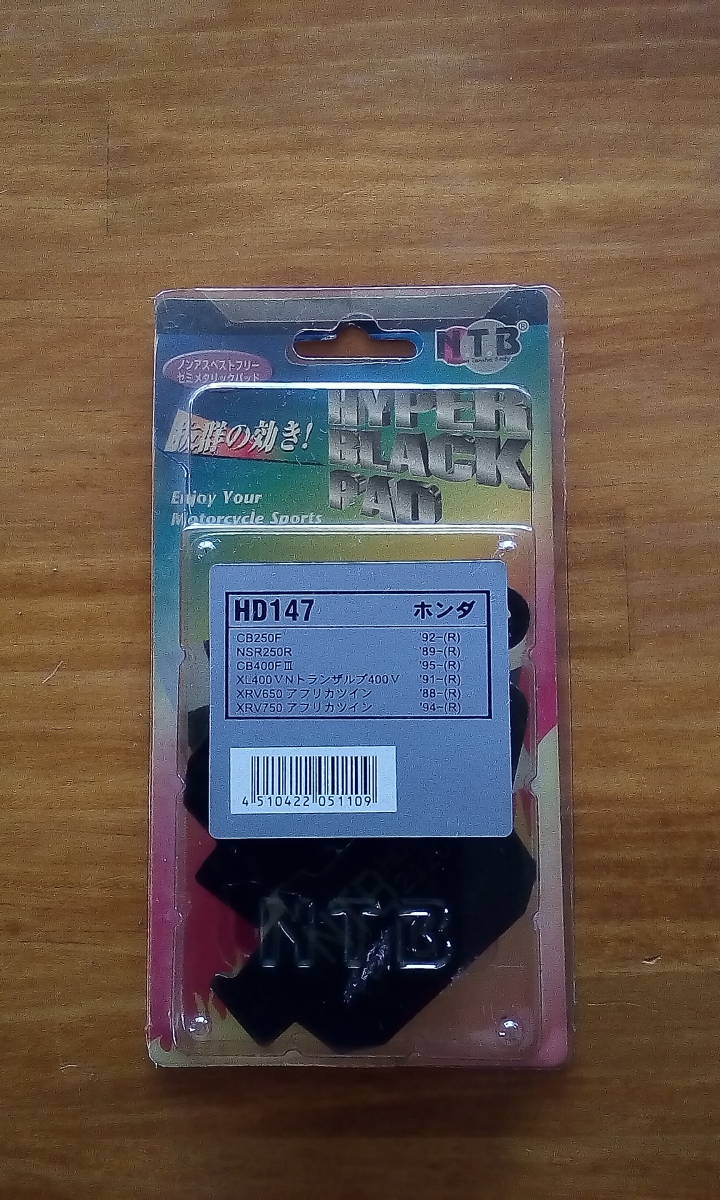 NTB®
ノンアスベストフリー
セミメタリックパッド
抜群の効き!
HYPER
BLACK
PAD
Enjoy Your
Motorcycle Sports
HD147 ホンダ
CB250F '92-(R)
NSR250R '89-(R)
CB400FⅢ '95-(R)
XL400VNトランザルプ400V '91-(R)
XRV650 アフリカツイン '88-(R)
XRV750 アフリカツイン '94-(R)
4 510422 051109
NTB